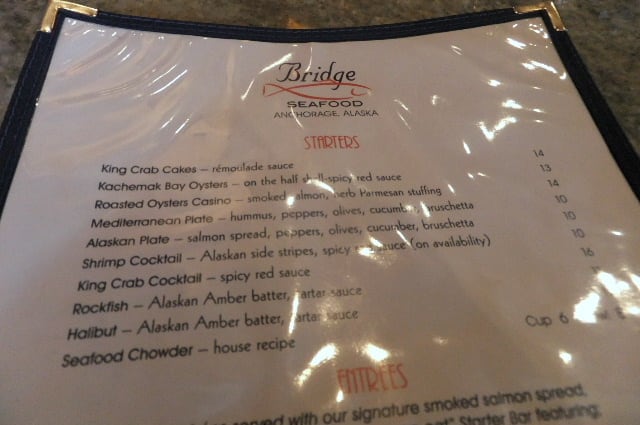 Bridge
SEAFOOD
ANCHORAGE, ALASKA
STARTERS
King Crab Cakes – rémoulade sauce 14
Kachemak Bay Oysters – on the half shell-spicy red sauce 13
Roasted Oysters Casino – smoked salmon, herb Parmesan stuffing 14
Mediterranean Plate – hummus, peppers, olives, cucumber, bruschetta 10
Alaskan Plate – salmon spread, peppers, olives, cucumber, bruschetta 10
Shrimp Cocktail – Alaskan side stripes, spicy red sauce (on availability) 10
King Crab Cocktail – spicy red sauce 16
Rockfish – Alaskan Amber batter, tartar sauce
Halibut – Alaskan Amber batter, tartar sauce
Seafood Chowder – house recipe Cup 6
ENTREES
served with our signature smoked salmon spread,
Starter Bar featuring: